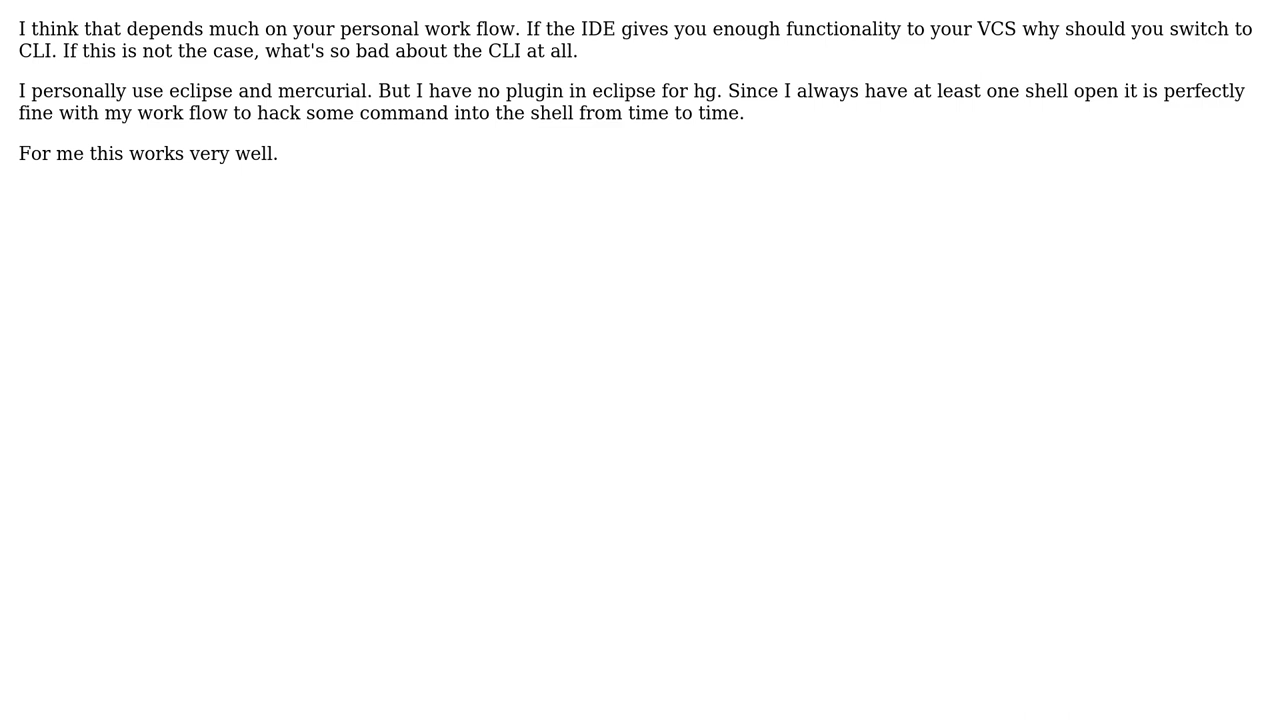 I think that depends much on your personal work flow. If the IDE gives you enough functionality to your VCS why should you switch to
CLI. If this is not the case, what's so bad about the CLI at all.
I personally use eclipse and mercurial. But I have no plugin in eclipse for hg. Since I always have at least one shell open it is perfectly
fine with my work flow to hack some command into the shell from time to time.
For me this works very well.